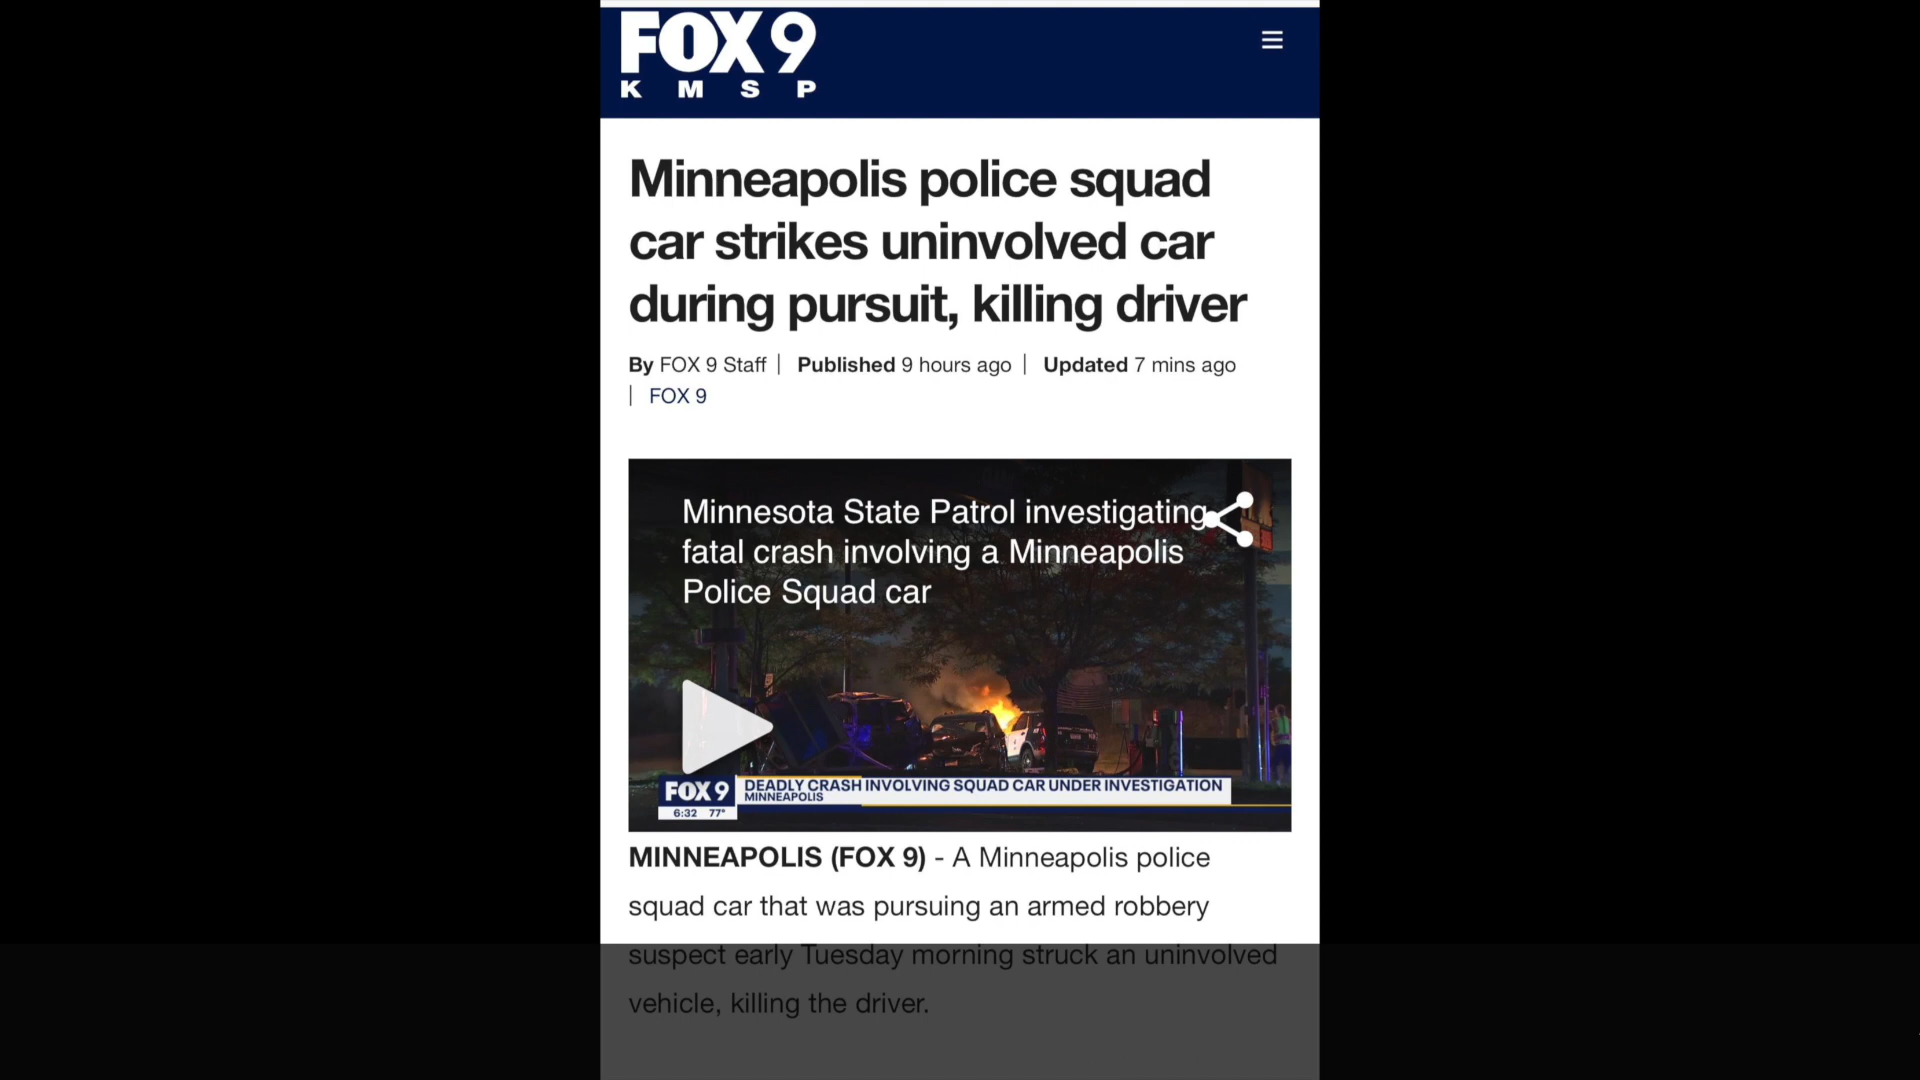 FOX 9
K M S P
Minneapolis police squad
car strikes uninvolved car
during pursuit, killing driver
By FOX 9 Staff | Published 9 hours ago | Updated 7 mins ago
| FOX 9
Minnesota State Patrol investigating
fatal crash involving a Minneapolis
Police Squad car
FOX 9
DEADLY CRASH INVOLVING SQUAD CAR UNDER INVESTIGATION
MINNEAPOLIS
6:32 77°
MINNEAPOLIS (FOX 9) - A Minneapolis police
squad car that was pursuing an armed robbery
suspect early Tuesday morning struck an uninvolved
vehicle, killing the driver.